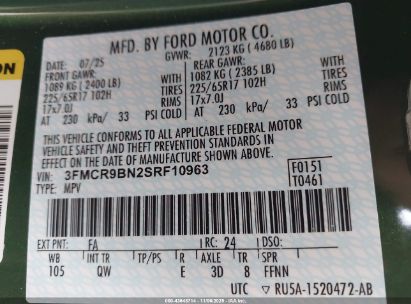 MFD. BY FORD MOTOR CO.
DATE: 07/25 GVWR: 2123 KG ( 4680 LB)
FRONT GAWR: REAR GAWR:
1089 KG ( 2400 LB) WITH 1082 KG ( 2385 LB) WITH
225/65R17 102H TIRES 225/65R17 102H TIRES
17x7.0J RIMS 17x7.0J RIMS
AT 230 kPa/ 33 PSI COLD AT 230 kPa/ 33 PSI COLD
THIS VEHICLE CONFORMS TO ALL APPLICABLE FEDERAL MOTOR
VEHICLE SAFETY AND THEFT PREVENTION STANDARDS IN
EFFECT ON THE DATE OF MANUFACTURE SHOWN ABOVE.
VIN: 3FMCR9BN2SRF10963 F0151
TYPE: MPV T0461
EXT PNT: FA RC: 24 DSO:
WB INT TR TP/PS R AXLE TR SPR
105 QR E 3D 8 FFNN
UTC RU5A-1520472-AB